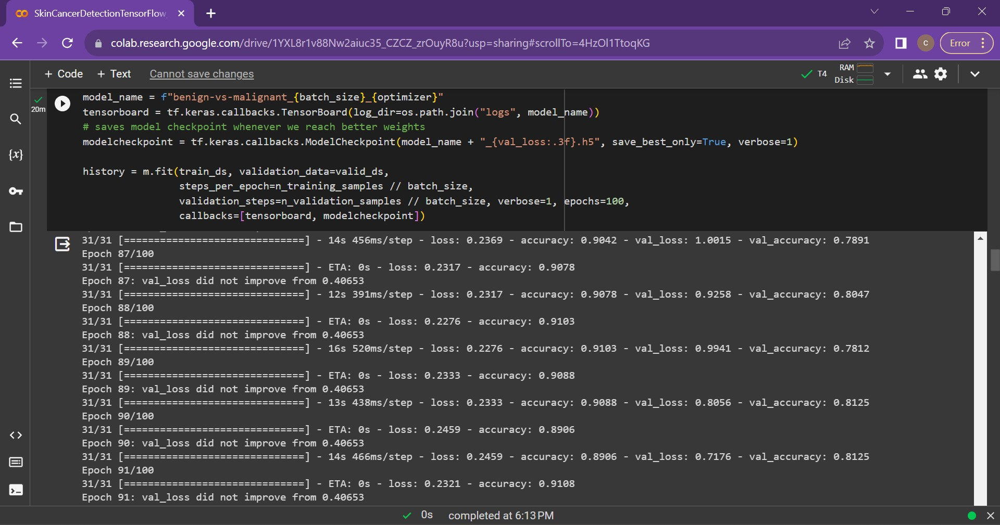 SkinCancerDetectionTensorFlow
colab.research.google.com/drive/1YXL8r1v88Nw2aiuc35_CZCZ_zrOuyR8u?usp=sharing#scrollTo=4HzOl1TtoqKG
C
Error
+ Code + Text Cannot save changes
T4
RAM
Disk
{x}
20m
model_name = f"benign-vs-malignant_{batch_size}_{optimizer}"
tensorboard = tf.keras.callbacks.TensorBoard(log_dir=os.path.join("logs", model_name))
# saves model checkpoint whenever we reach better weights
modelcheckpoint = tf.keras.callbacks.ModelCheckpoint(model_name + "_{val_loss:.3f}.h5", save_best_only=True, verbose=1)
history = m.fit(train_ds, validation_data=valid_ds,
steps_per_epoch=n_training_samples // batch_size,
validation_steps=n_validation_samples // batch_size, verbose=1, epochs=100,
callbacks=[tensorboard, modelcheckpoint])
31/31 [==============================] - 14s 456ms/step - loss: 0.2369 - accuracy: 0.9042 - val_loss: 1.0015 - val_accuracy: 0.7891
Epoch 87/100
31/31 [==============================] - ETA: 0s - loss: 0.2317 - accuracy: 0.9078
Epoch 87: val_loss did not improve from 0.40653
31/31 [==============================] - 12s 391ms/step - loss: 0.2317 - accuracy: 0.9078 - val_loss: 0.9258 - val_accuracy: 0.8047
Epoch 88/100
31/31 [==============================] - ETA: 0s - loss: 0.2276 - accuracy: 0.9103
Epoch 88: val_loss did not improve from 0.40653
31/31 [==============================] - 16s 520ms/step - loss: 0.2276 - accuracy: 0.9103 - val_loss: 0.9941 - val_accuracy: 0.7812
Epoch 89/100
31/31 [==============================] - ETA: 0s - loss: 0.2333 - accuracy: 0.9088
Epoch 89: val_loss did not improve from 0.40653
31/31 [==============================] - 13s 438ms/step - loss: 0.2333 - accuracy: 0.9088 - val_loss: 0.8056 - val_accuracy: 0.8125
Epoch 90/100
31/31 [==============================] - ETA: 0s - loss: 0.2459 - accuracy: 0.8906
Epoch 90: val_loss did not improve from 0.40653
31/31 [==============================] - 14s 466ms/step - loss: 0.2459 - accuracy: 0.8906 - val_loss: 0.7176 - val_accuracy: 0.8125
Epoch 91/100
31/31 [==============================] - ETA: 0s - loss: 0.2321 - accuracy: 0.9108
Epoch 91: val_loss did not improve from 0.40653
0s completed at 6:13 PM